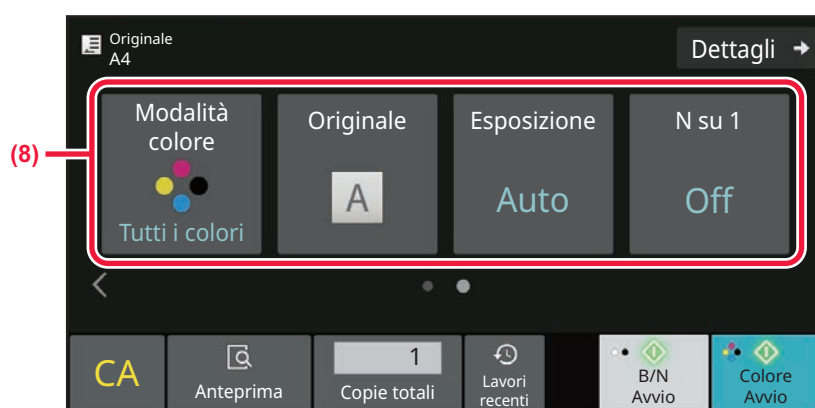 Originale
A4
Dettagli
(8)
Modalità
colore
Tutti i colori
Originale
A
Esposizione
Auto
N su 1
Off
CA
Anteprima
1
Copie totali
Lavori
recenti
B/N
Avvio
Colore
Avvio